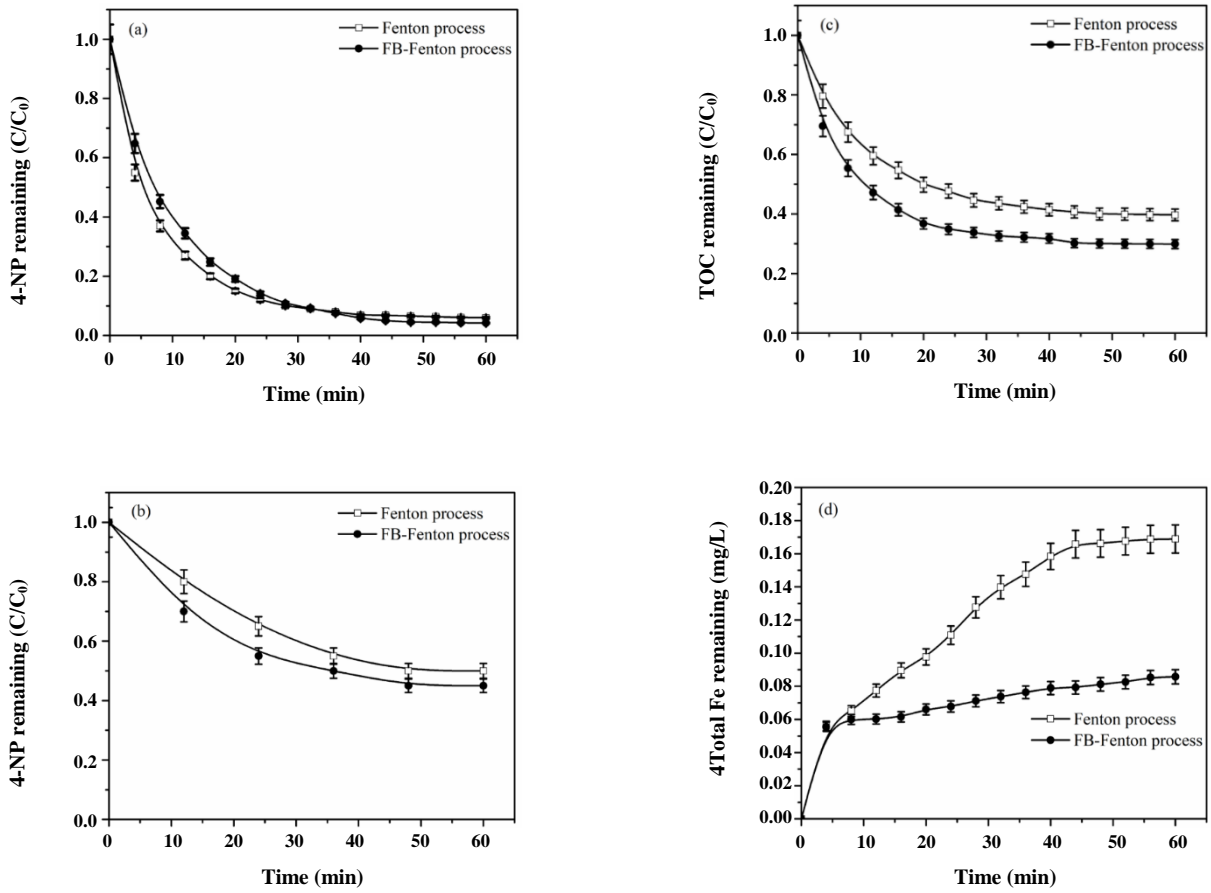 (a)
Fenton process
FB-Fenton process
4-NP remaining (C/C₀)
1.0
0.8
0.6
0.4
0.2
0.0
0 10 20 30 40 50 60
Time (min)
(c)
Fenton process
FB-Fenton process
TOC remaining (C/C₀)
1.0
0.8
0.6
0.4
0.2
0.0
0 10 20 30 40 50 60
Time (min)
(b)
Fenton process
FB-Fenton process
4-NP remaining (C/C₀)
1.0
0.8
0.6
0.4
0.2
0.0
0 10 20 30 40 50 60
Time (min)
(d)
Fenton process
FB-Fenton process
4Total Fe remaining (mg/L)
0.20
0.18
0.16
0.14
0.12
0.10
0.08
0.06
0.04
0.02
0.00
0 10 20 30 40 50 60
Time (min)